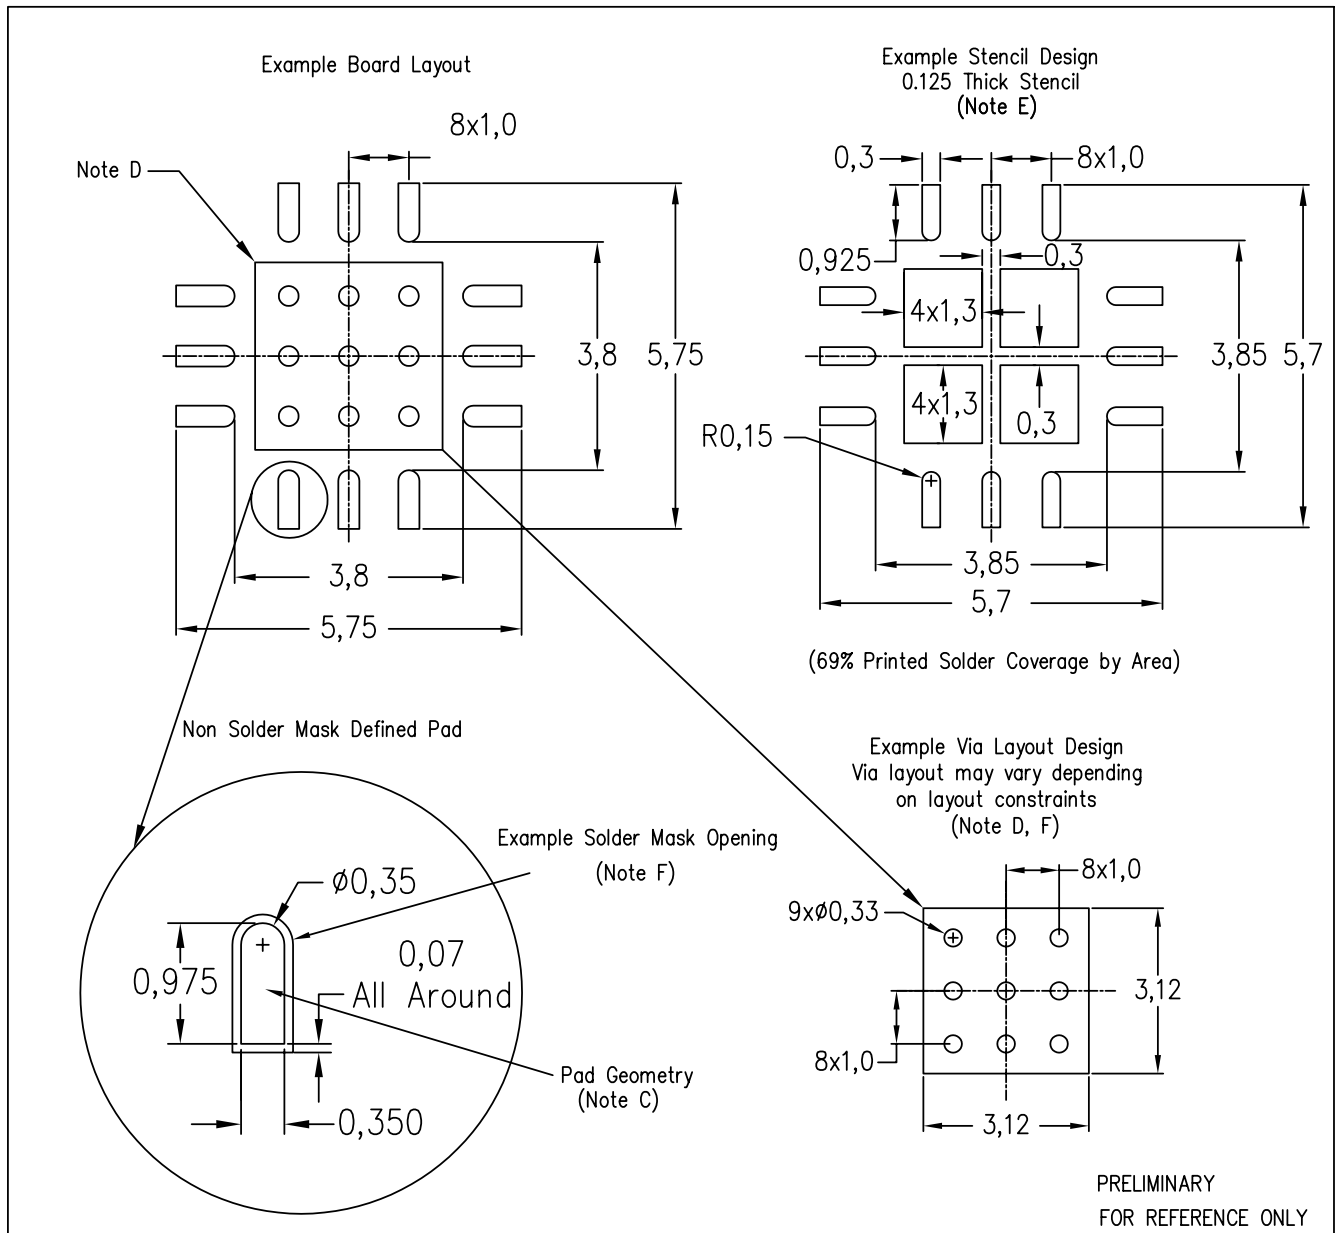 Example Board Layout
8x1,0
Note D
3,8
5,75
3,8
5,75
Example Stencil Design
0.125 Thick Stencil
(Note E)
0,3
8x1,0
0,925
0,3
4x1,3
3,85
5,7
4x1,3
0,3
R0,15
3,85
5,7
(69% Printed Solder Coverage by Area)
Non Solder Mask Defined Pad
Example Solder Mask Opening
(Note F)
Ø0,35
0,07
All Around
0,975
Pad Geometry
(Note C)
0,350
Example Via Layout Design
Via layout may vary depending
on layout constraints
(Note D, F)
8x1,0
9xØ0,33
3,12
8x1,0
3,12
PRELIMINARY
FOR REFERENCE ONLY